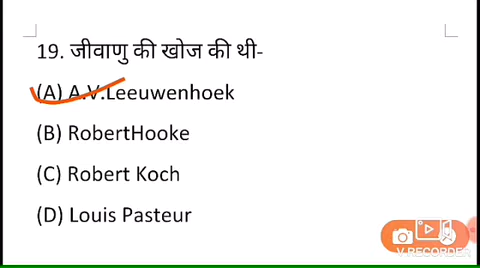 19. जीवाणु की खोज की थी-
(A) A.V.Leeuwenhoek
(B) RobertHooke
(C) Robert Koch
(D) Louis Pasteur
V.RECORDER